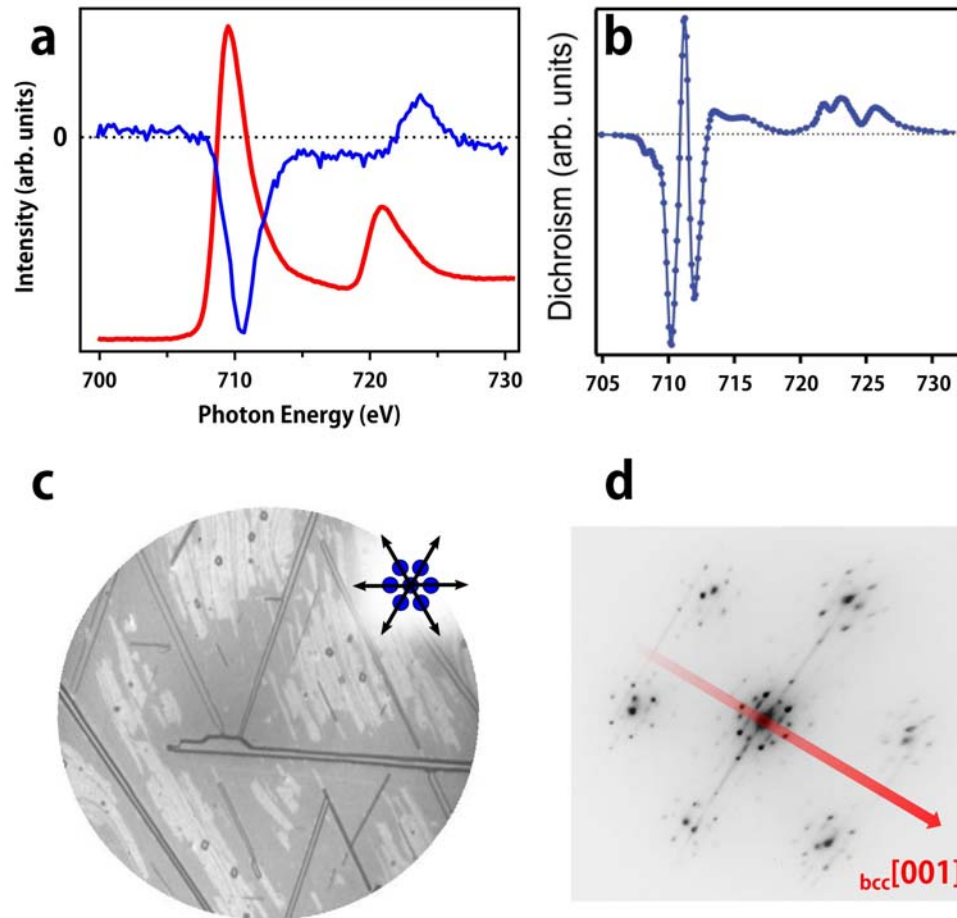 a
Intensity (arb. units)
0
700 710 720 730
Photon Energy (eV)
b
Dichroism (arb. units)
705 710 715 720 725 730
c
d
bcc[001]